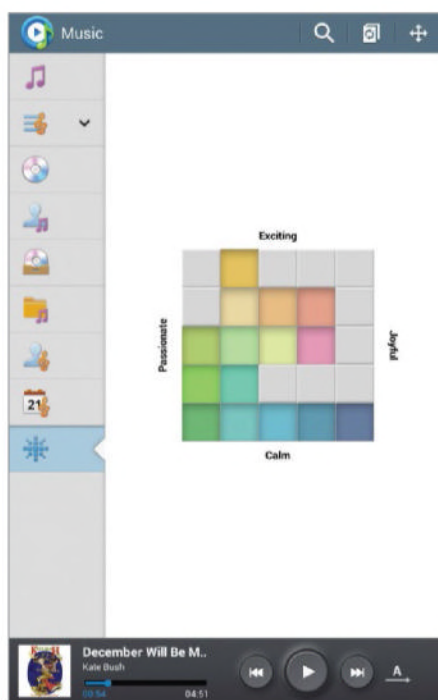 Music
21
Exciting
Passionate
Joyful
Calm
December Will Be M..
Kate Bush
00:54
04:51
A